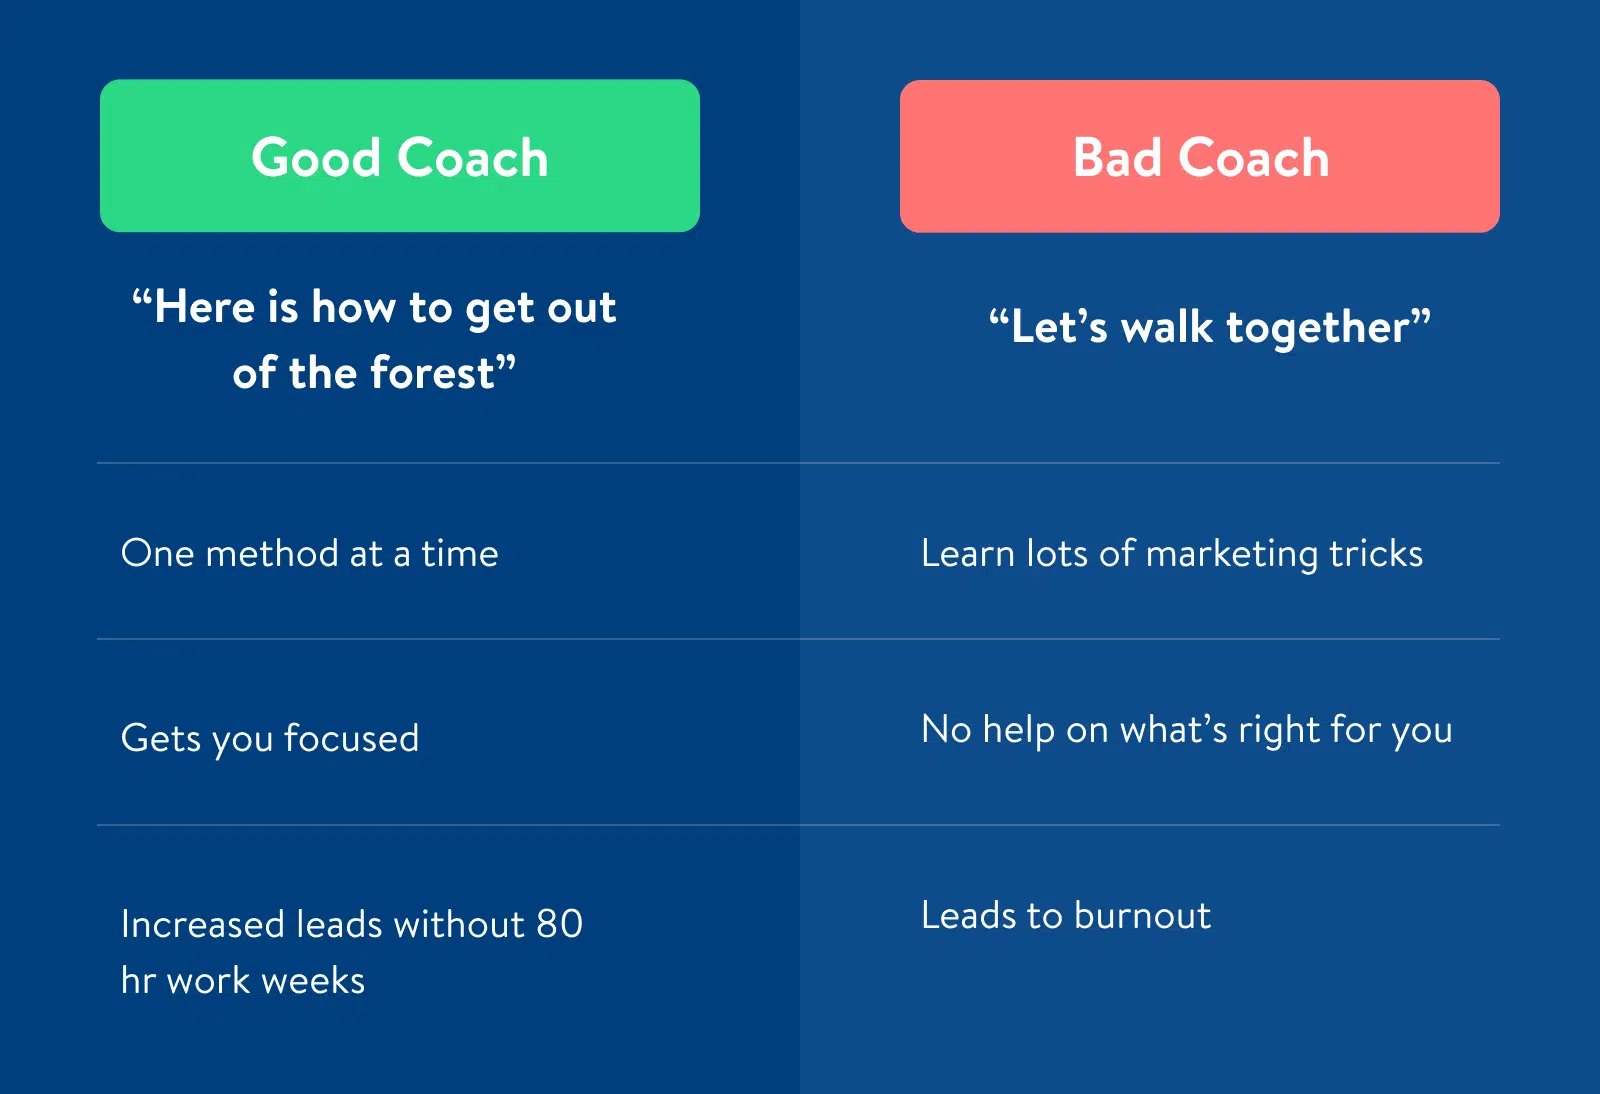 Good Coach
Bad Coach
“Here is how to get out
of the forest”
“Let’s walk together”
One method at a time
Learn lots of marketing tricks
Gets you focused
No help on what’s right for you
Increased leads without 80
hr work weeks
Leads to burnout